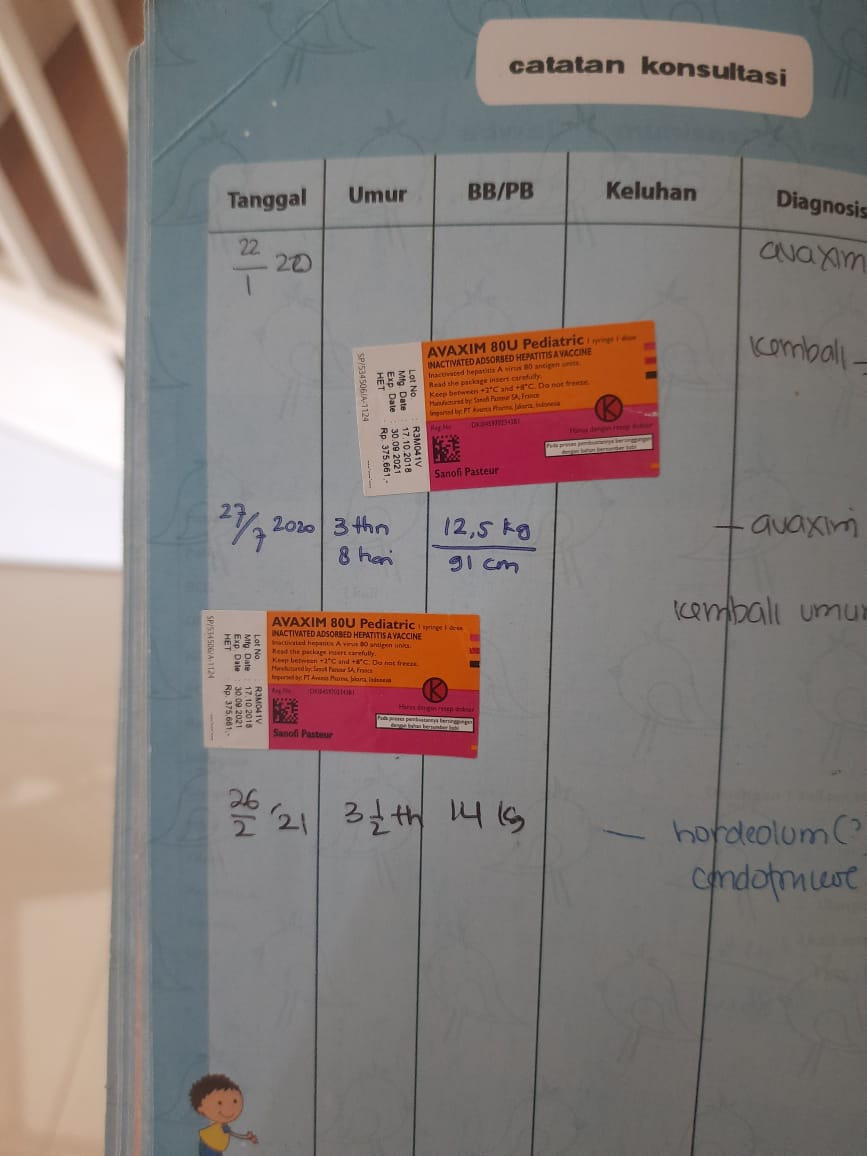 catatan konsultasi
Tanggal Umur BB/PB Keluhan Diagnosis
22/1 20
avaxim
kembali -
AVAXIM 80U Pediatric 1 syringe 1 dose
INACTIVATED ADSORBED HEPATITIS A VACCINE
Inactivated hepatitis A virus 80 antigen units.
Read the package insert carefully.
Keep between +2°C and +8°C. Do not freeze.
Manufactured by: Sanofi Pasteur SA, France
Imported by: PT Aventis Pharma, Jakarta, Indonesia
K
Reg. No.
Harus dengan resep dokter
Pada proses pembuatannya bersinggungan
dengan bahan bersumber babi
Sanofi Pasteur
Lot No : R3M041V
Mfg Date : 17.10.2018
Exp Date : 30.09.2021
HET Rp. 375.661,-
SP/534506/A-1124
27/7 2020 3 thn 12,5 kg
8 hari 91 cm
- avaxim
kembali umur
AVAXIM 80U Pediatric 1 syringe 1 dose
INACTIVATED ADSORBED HEPATITIS A VACCINE
Inactivated hepatitis A virus 80 antigen units.
Read the package insert carefully.
Keep between +2°C and +8°C. Do not freeze.
Manufactured by: Sanofi Pasteur SA, France
Imported by: PT Aventis Pharma, Jakarta, Indonesia
K
Reg. No.
Harus dengan resep dokter
Pada proses pembuatannya bersinggungan
dengan bahan bersumber babi
Sanofi Pasteur
Lot No : R3M041V
Mfg Date : 17.10.2018
Exp Date : 30.09.2021
HET Rp. 375.661,-
SP/534506/A-1124
26/2 '21 3 1/2 th 14 kg
- hordeolum (?